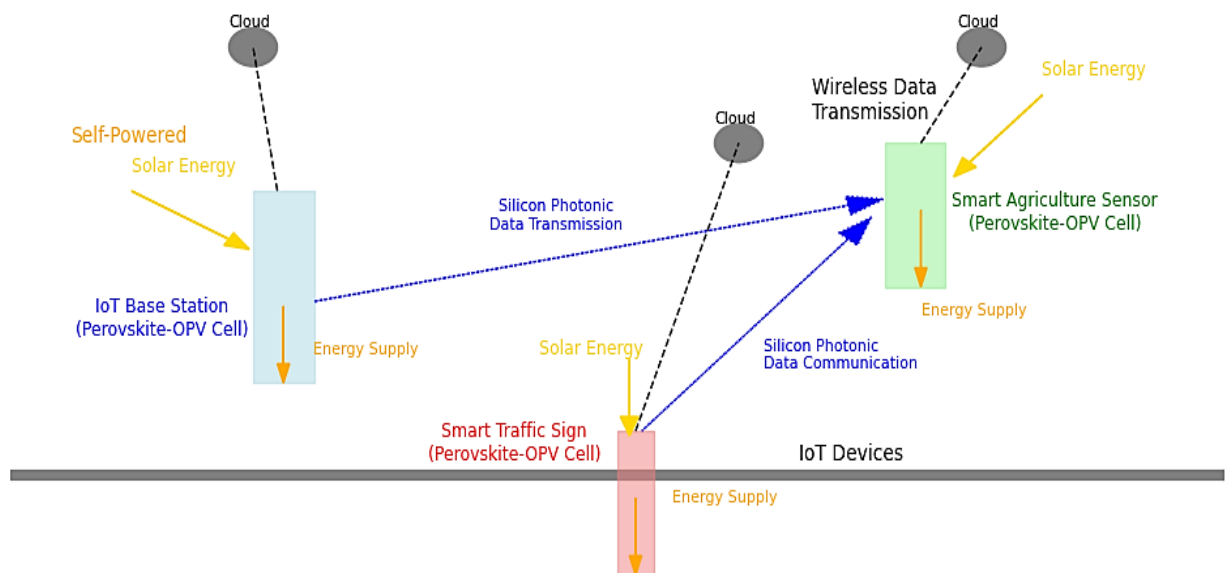 Cloud
Cloud
Solar Energy
Wireless Data
Transmission
Cloud
Self-Powered
Solar Energy
Silicon Photonic
Data Transmission
Smart Agriculture Sensor
(Perovskite-OPV Cell)
IoT Base Station
(Perovskite-OPV Cell)
Energy Supply
Energy Supply
Solar Energy
Silicon Photonic
Data Communication
Smart Traffic Sign
(Perovskite-OPV Cell)
IoT Devices
Energy Supply